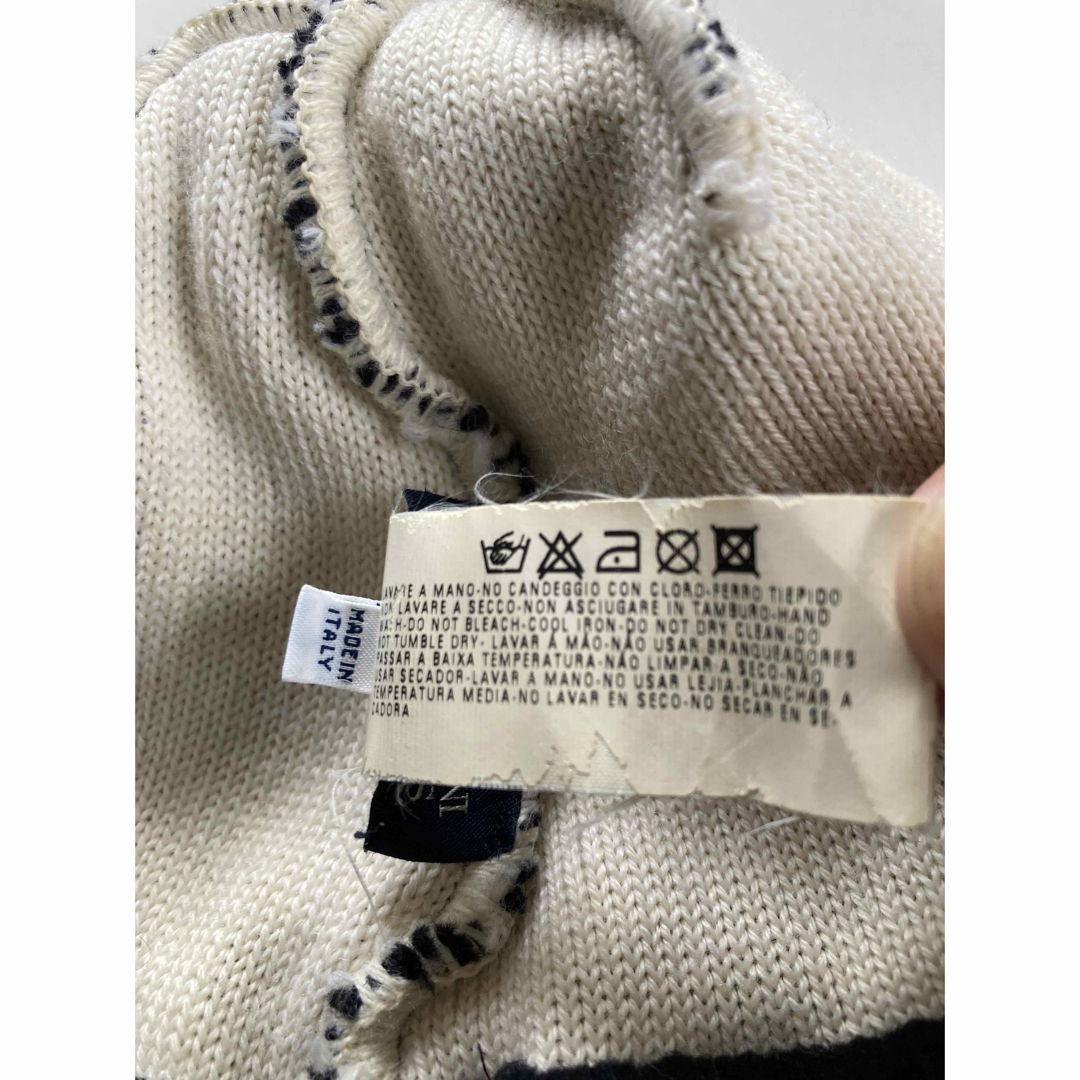 LAVARE A MANO-NO CANDEGGIO CON CLORO-FERRO TIEPIDO
NON LAVARE A SECCO-NON ASCIUGARE IN TAMBURO-HAND
WASH-DO NOT BLEACH-COOL IRON-DO NOT DRY CLEAN-DO
NOT TUMBLE DRY- LAVAR Á MÃO-NÃO USAR BRANQUEADORES
PASSAR A BAIXA TEMPERATURA-NÃO LIMPAR A SECO-NÃO
USAR SECADOR-LAVAR A MANO-NO USAR LEJIA-PLANCHAR A
TEMPERATURA MEDIA-NO LAVAR EN SECO-NO SECAR EN SE-
CADORA
MADE IN
ITALY